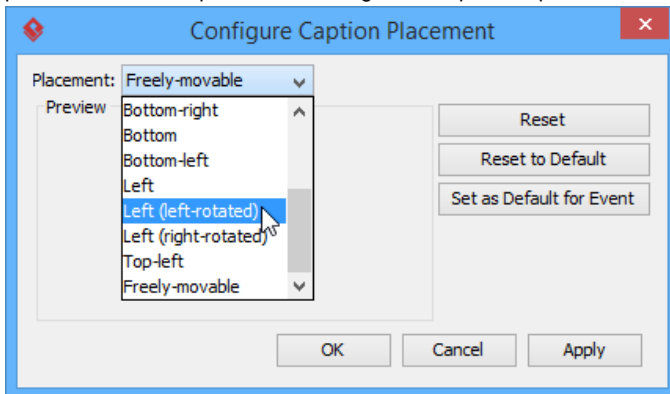 Configure Caption Placement
Placement: Freely-movable
Preview
Bottom-right
Bottom
Bottom-left
Left
Left (left-rotated)
Left (right-rotated)
Top-left
Freely-movable
Reset
Reset to Default
Set as Default for Event
OK
Cancel
Apply